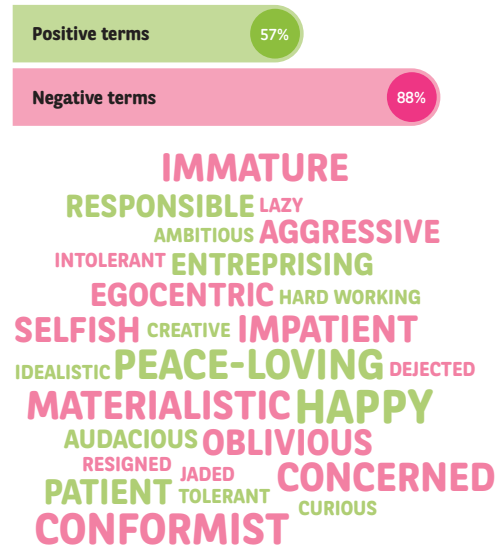 Positive terms 57%
Negative terms 88%
IMMATURE
RESPONSIBLE LAZY
AMBITIOUS AGGRESSIVE
INTOLERANT ENTREPRISING
EGOCENTRIC HARD WORKING
SELFISH CREATIVE IMPATIENT
IDEALISTIC PEACE-LOVING DEJECTED
MATERIALISTIC HAPPY
AUDACIOUS OBLIVIOUS
RESIGNED JADED CONCERNED
PATIENT TOLERANT CURIOUS
CONFORMIST